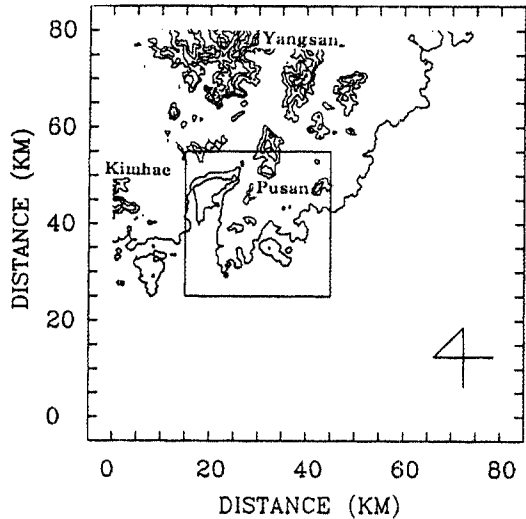 80
Yangsan
60
Kimhae
Pusan
40
20
0
DISTANCE (KM)
0 20 40 60 80
DISTANCE (KM)